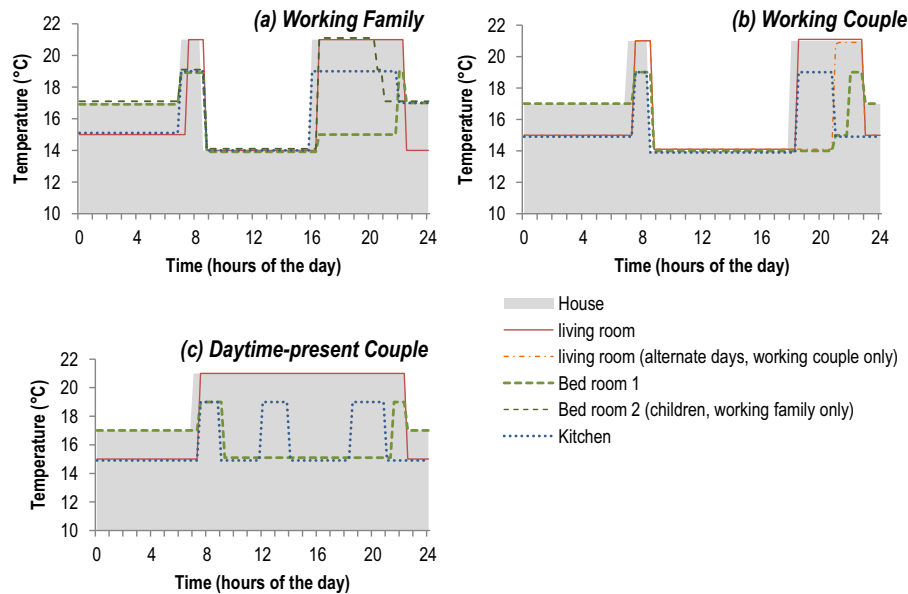 (a) Working Family
Temperature (°C)
22
20
18
16
14
12
10
0 4 8 12 16 20 24
Time (hours of the day)
(b) Working Couple
Temperature (°C)
22
20
18
16
14
12
10
0 4 8 12 16 20 24
Time (hours of the day)
(c) Daytime-present Couple
Temperature (°C)
22
20
18
16
14
12
10
0 4 8 12 16 20 24
Time (hours of the day)
House
living room
living room (alternate days, working couple only)
Bed room 1
Bed room 2 (children, working family only)
Kitchen